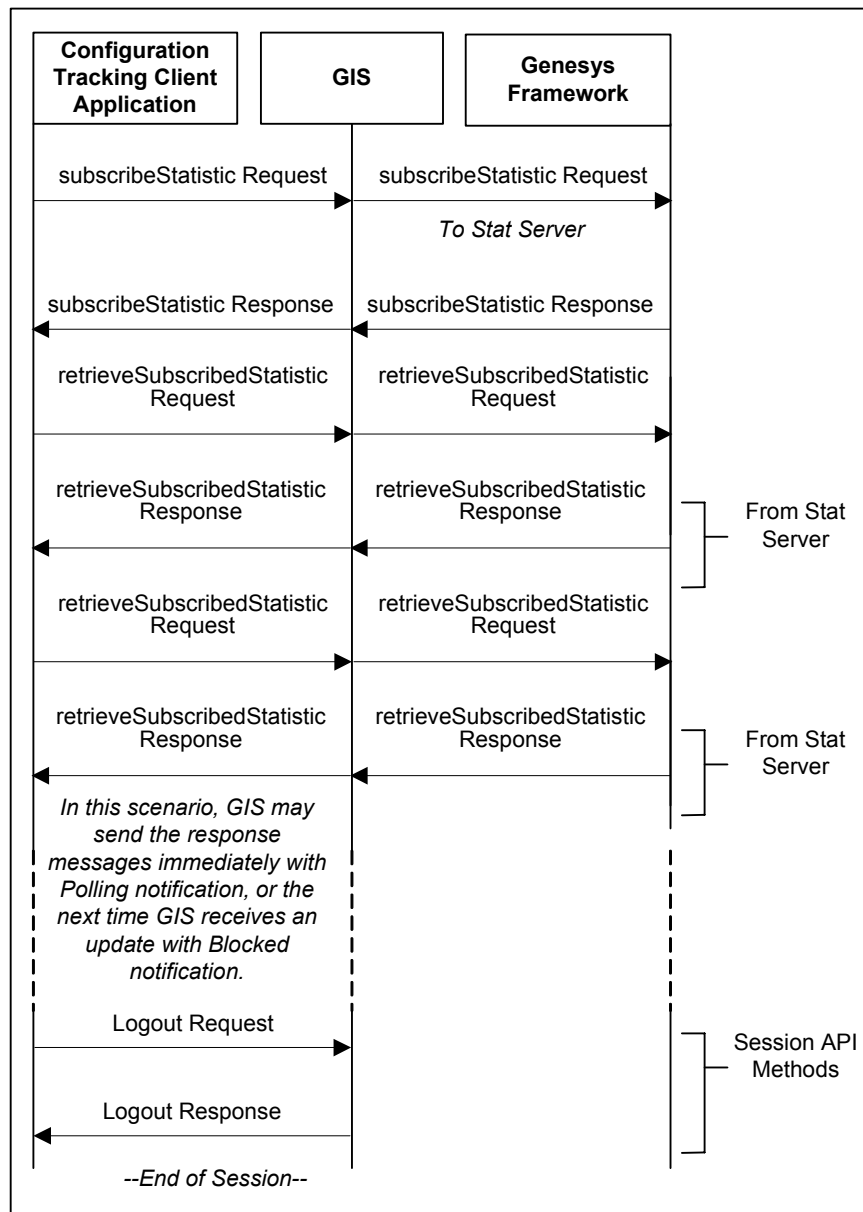 Configuration
Tracking Client
Application
GIS
Genesys
Framework
subscribeStatistic Request
subscribeStatistic Request
To Stat Server
subscribeStatistic Response
subscribeStatistic Response
retrieveSubscribedStatistic
Request
retrieveSubscribedStatistic
Request
retrieveSubscribedStatistic
Response
retrieveSubscribedStatistic
Response
From Stat
Server
retrieveSubscribedStatistic
Request
retrieveSubscribedStatistic
Request
retrieveSubscribedStatistic
Response
retrieveSubscribedStatistic
Response
From Stat
Server
In this scenario, GIS may
send the response
messages immediately with
Polling notification, or the
next time GIS receives an
update with Blocked
notification.
Logout Request
Session API
Methods
Logout Response
--End of Session--